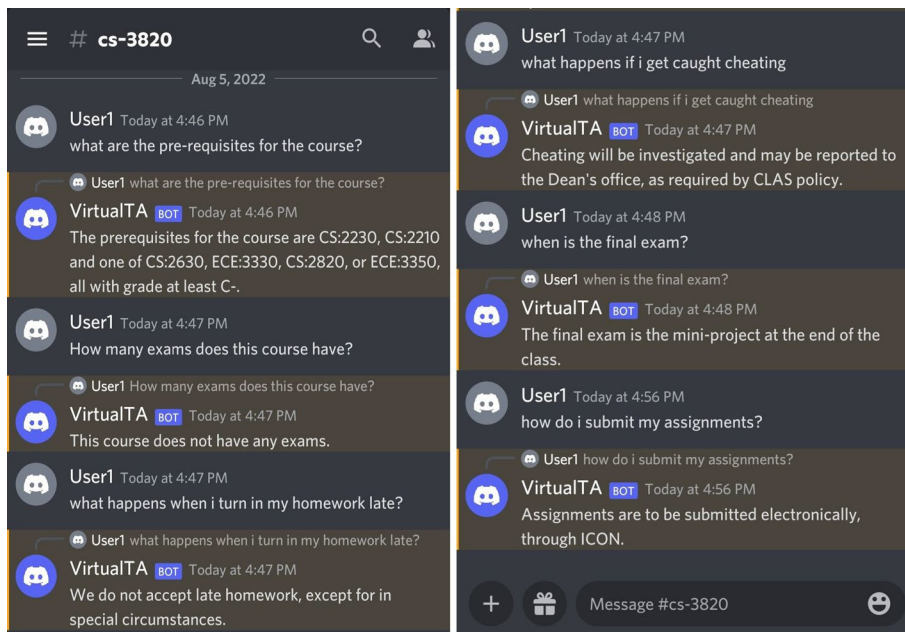 # cs-3820
Aug 5, 2022
User1 Today at 4:46 PM
what are the pre-requisites for the course?
User1 what are the pre-requisites for the course?
VirtualTA BOT Today at 4:46 PM
The prerequisites for the course are CS:2230, CS:2210
and one of CS:2630, ECE:3330, CS:2820, or ECE:3350,
all with grade at least C-.
User1 Today at 4:47 PM
How many exams does this course have?
User1 How many exams does this course have?
VirtualTA BOT Today at 4:47 PM
This course does not have any exams.
User1 Today at 4:47 PM
what happens when i turn in my homework late?
User1 what happens when i turn in my homework late?
VirtualTA BOT Today at 4:47 PM
We do not accept late homework, except for in
special circumstances.
User1 Today at 4:47 PM
what happens if i get caught cheating
User1 what happens if i get caught cheating
VirtualTA BOT Today at 4:47 PM
Cheating will be investigated and may be reported to
the Dean's office, as required by CLAS policy.
User1 Today at 4:48 PM
when is the final exam?
User1 when is the final exam?
VirtualTA BOT Today at 4:48 PM
The final exam is the mini-project at the end of the
class.
User1 Today at 4:56 PM
how do i submit my assignments?
User1 how do i submit my assignments?
VirtualTA BOT Today at 4:56 PM
Assignments are to be submitted electronically,
through ICON.
Message #cs-3820